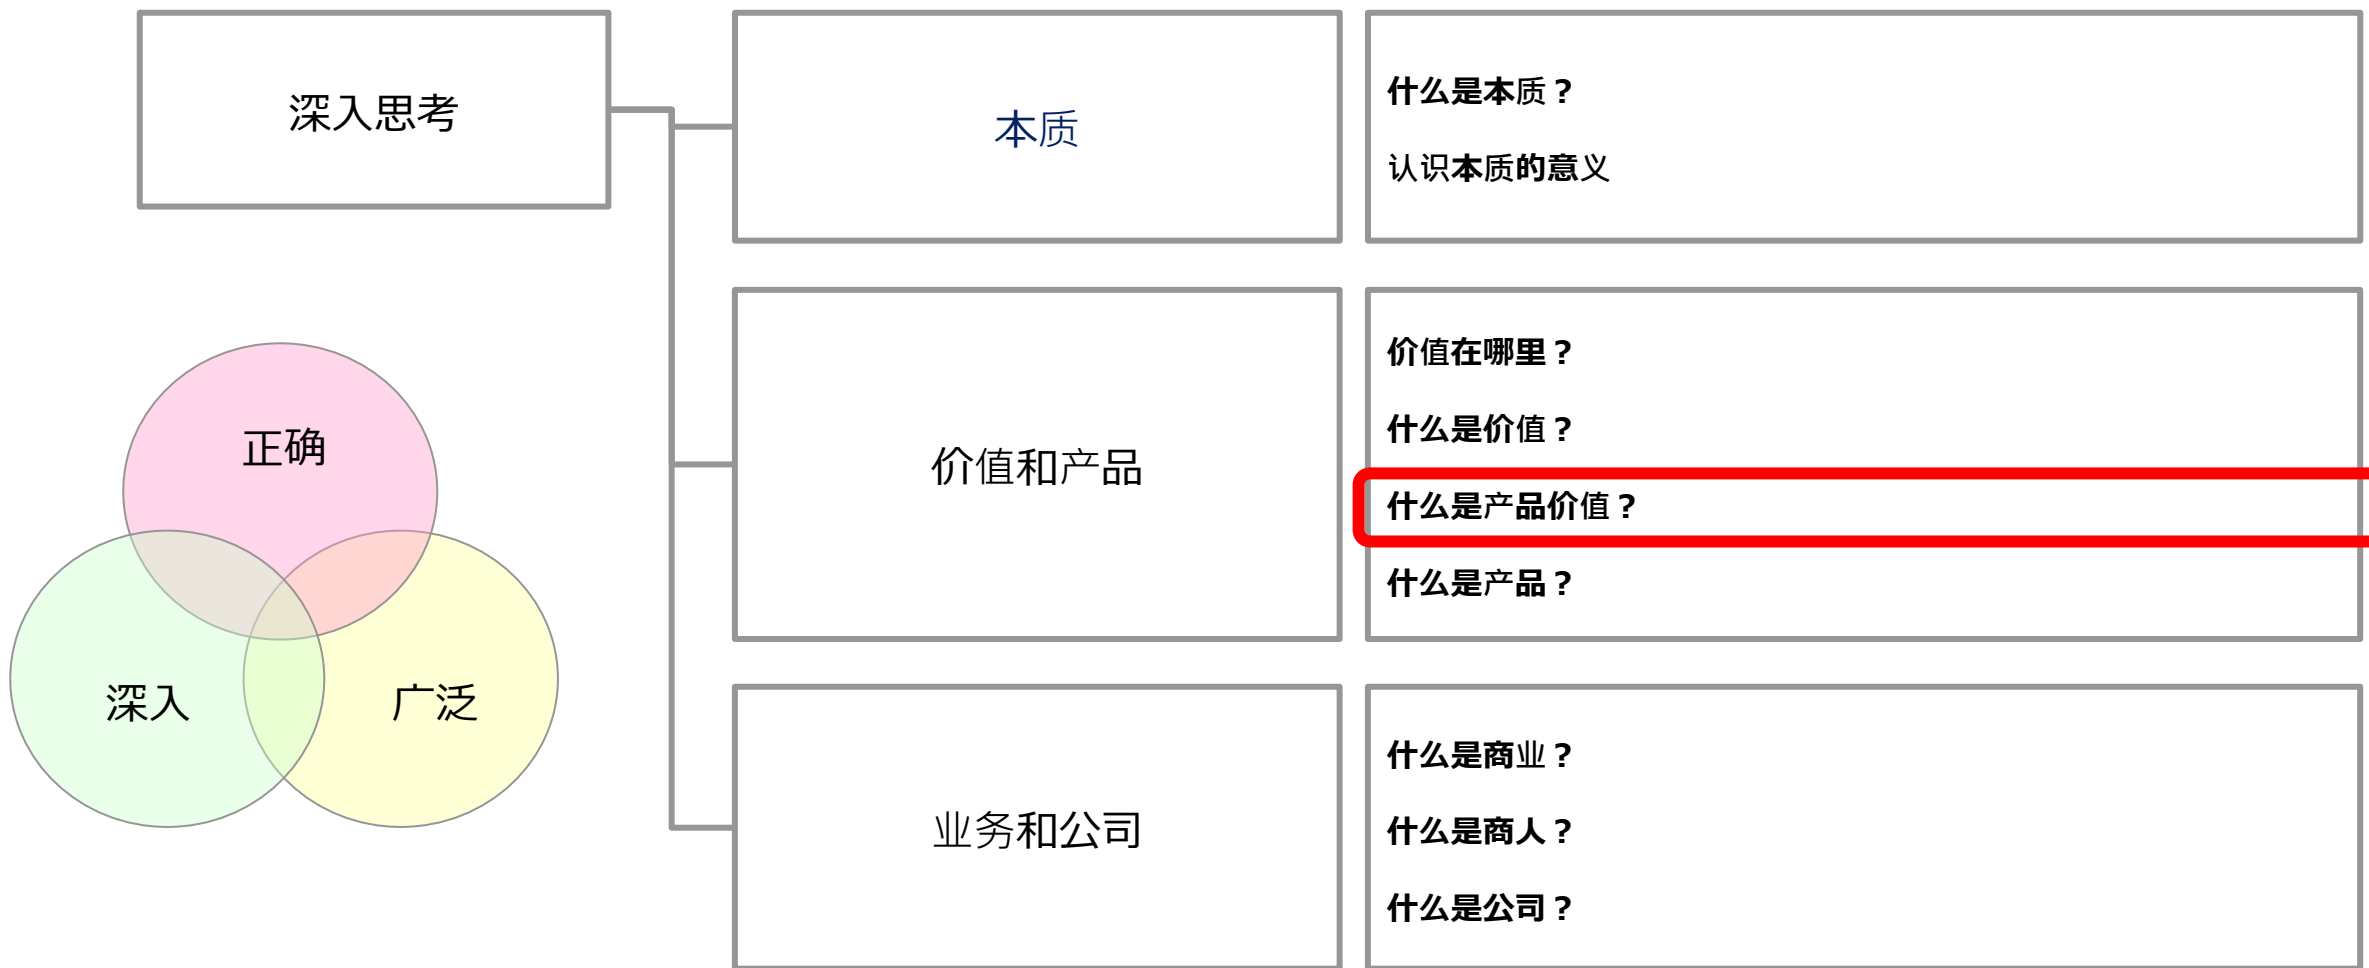 深入思考
本质
什么是本质？
认识本质的意义
价值和产品
价值在哪里？
什么是价值？
什么是产品价值？
什么是产品？
业务和公司
什么是商业？
什么是商人？
什么是公司？
正确
深入
广泛